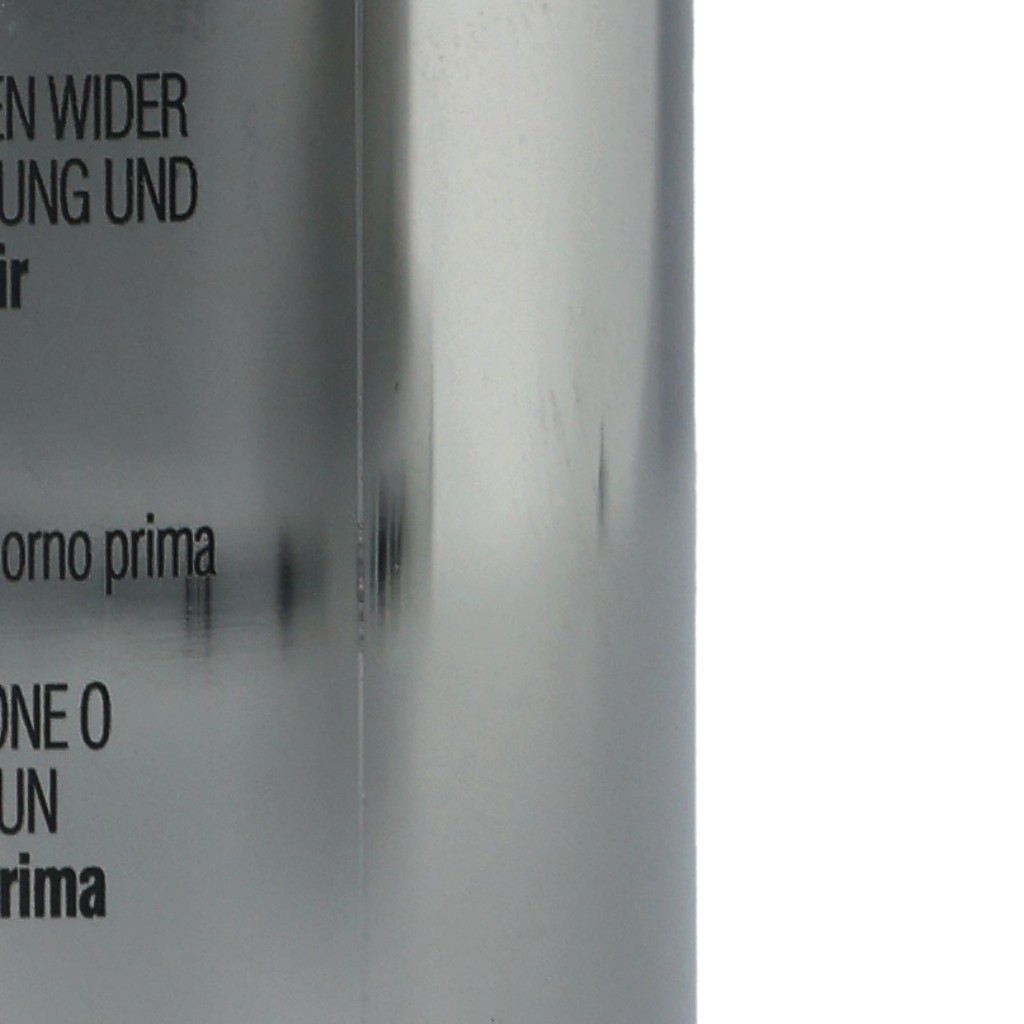 EN WIDER
UNG UND
ir
orno prima
ONE O
UN
rima